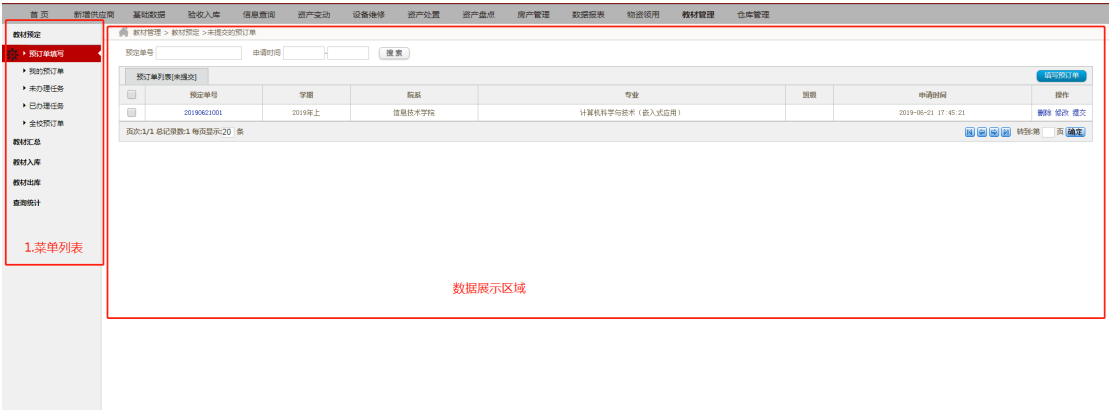 首 页 新增供应商 基础数据 验收入库 信息查询 资产变动 设备维修 资产处置 资产盘点 房产管理 数据报表 物资领用 教材管理 仓库管理
教材预定
预订单填写
我的预订单
未办理任务
已办理任务
全校预订单
教材汇总
教材入库
教材出库
查询统计
1.菜单列表
教材管理 > 教材预定 >未提交的预订单
预定单号 申请时间 - 搜 索
预订单列表[未提交] 填写预订单
预定单号 学期 院系 专业 班级 申请时间 操作
20190621001 2019年上 信息技术学院 计算机科学与技术（嵌入式应用） 2019-06-21 17:45:21 删除 修改 提交
页次:1/1 总记录数:1 每页显示:20 条 转到:第 页 确定
数据展示区域